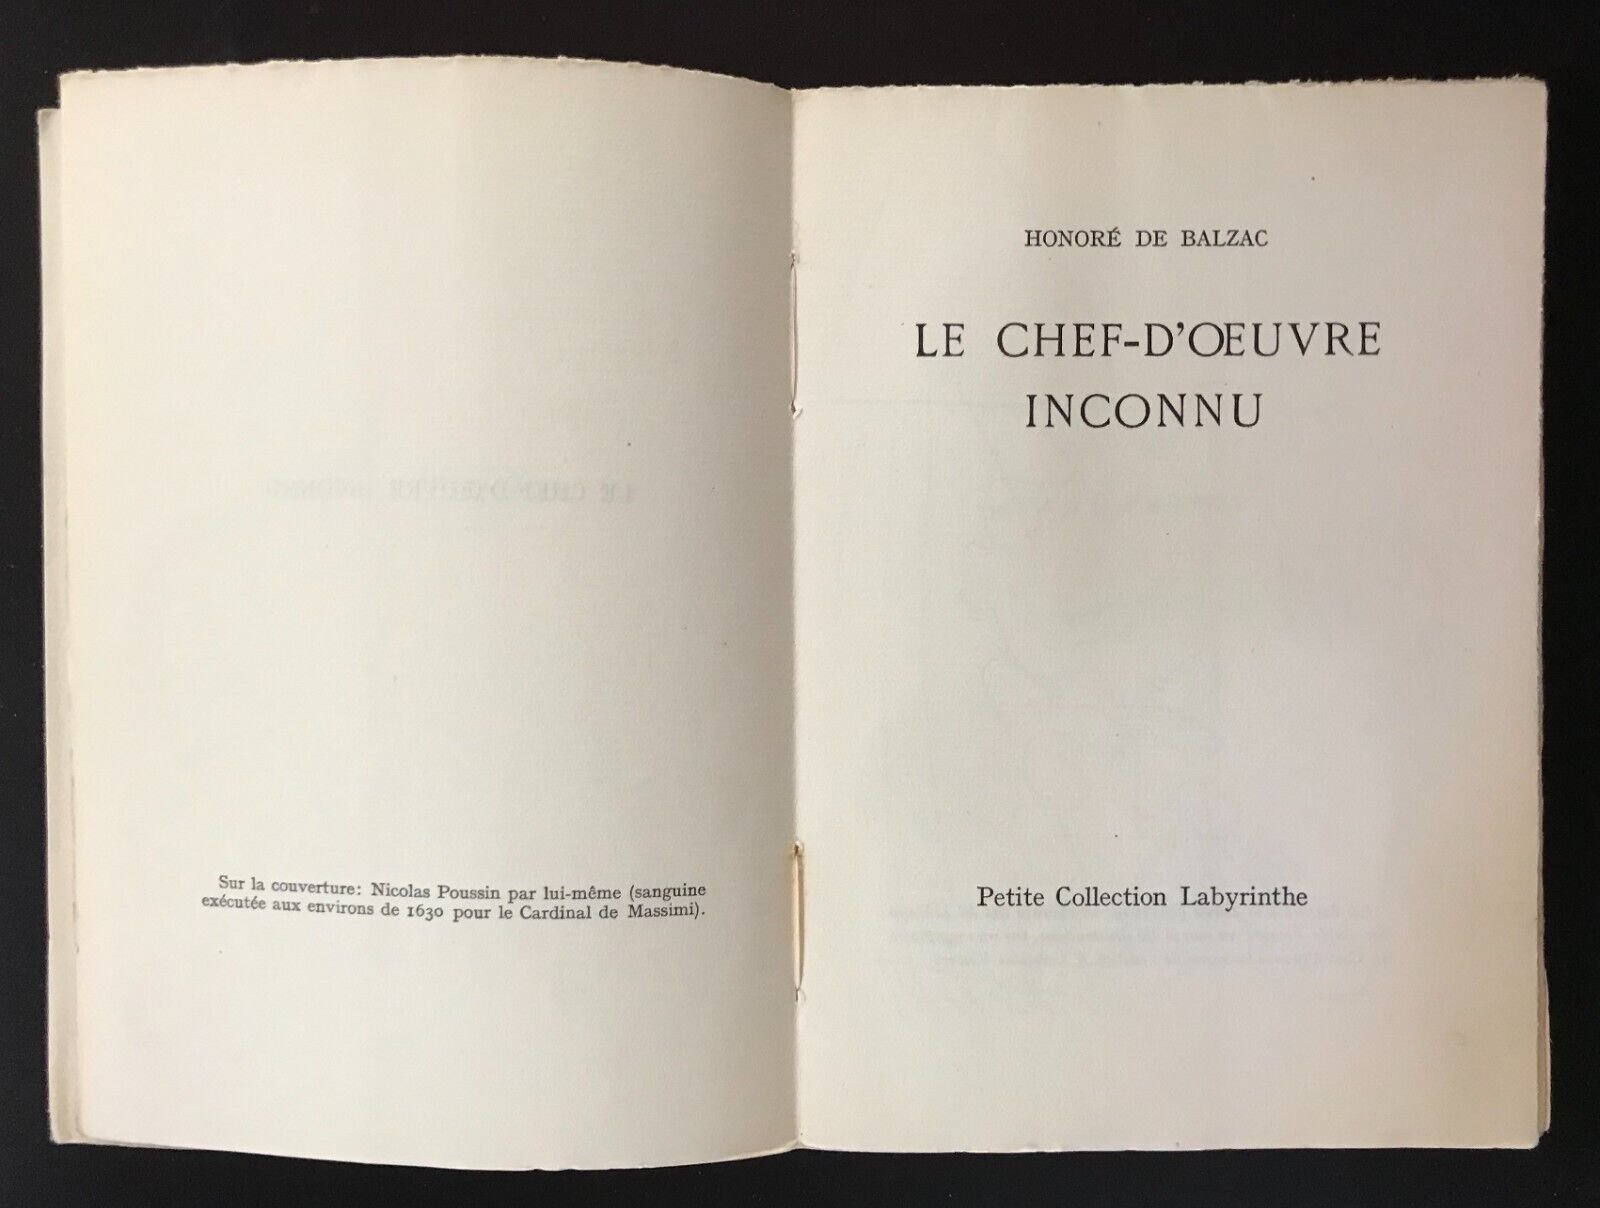 Sur la couverture: Nicolas Poussin par lui-même (sanguine
exécutée aux environs de 1630 pour le Cardinal de Massimi).
HONORÉ DE BALZAC
LE CHEF-D'ŒUVRE
INCONNU
Petite Collection Labyrinthe